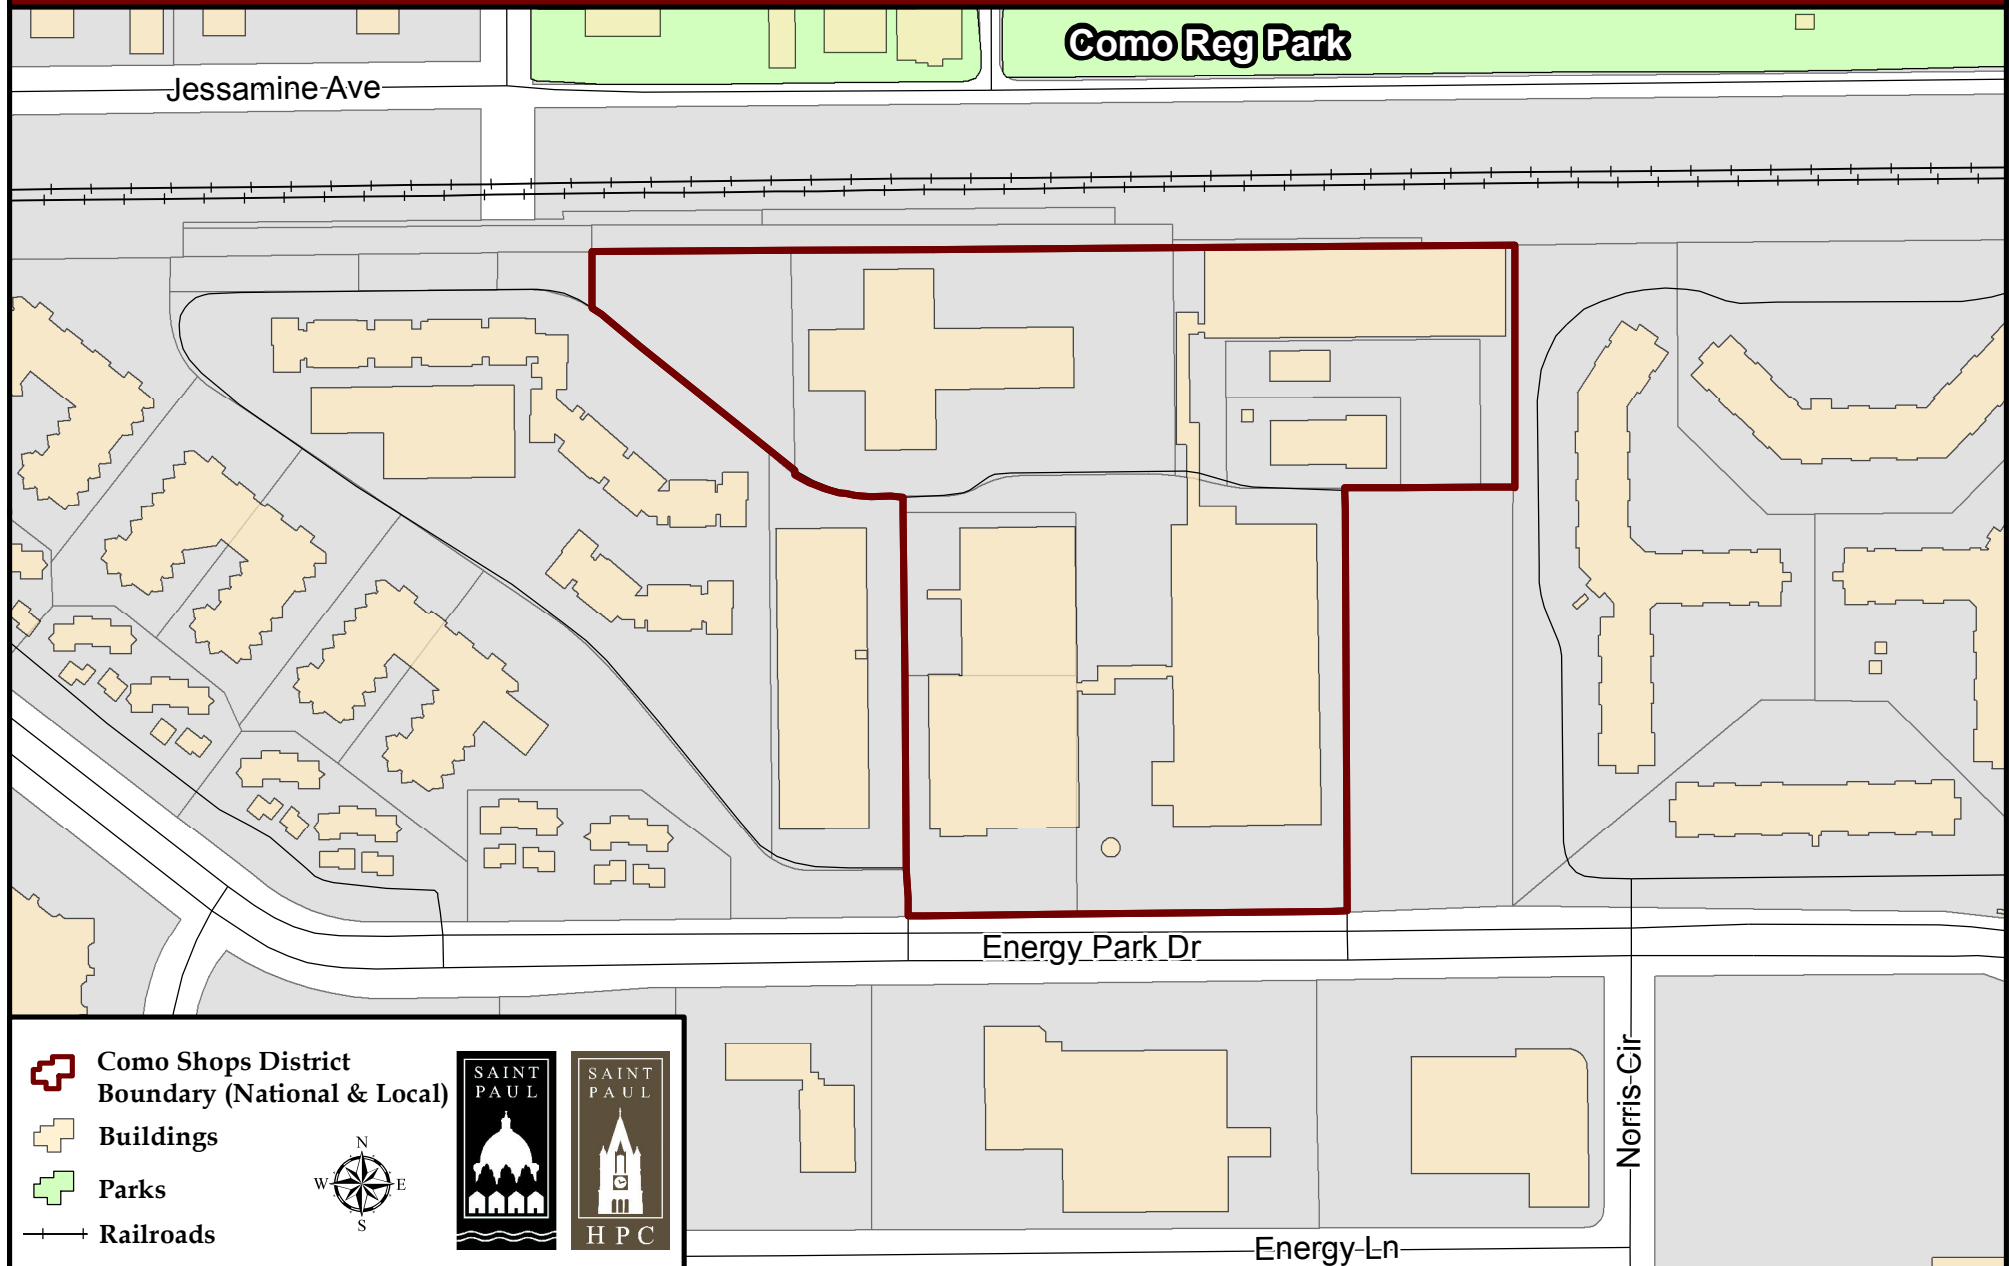 Como Reg Park
Jessamine Ave
Energy Park Dr
Norris Cir
Energy Ln
Como Shops District
Boundary (National & Local)
Buildings
Parks
Railroads
N
W E
S
SAINT
PAUL
SAINT
PAUL
HPC